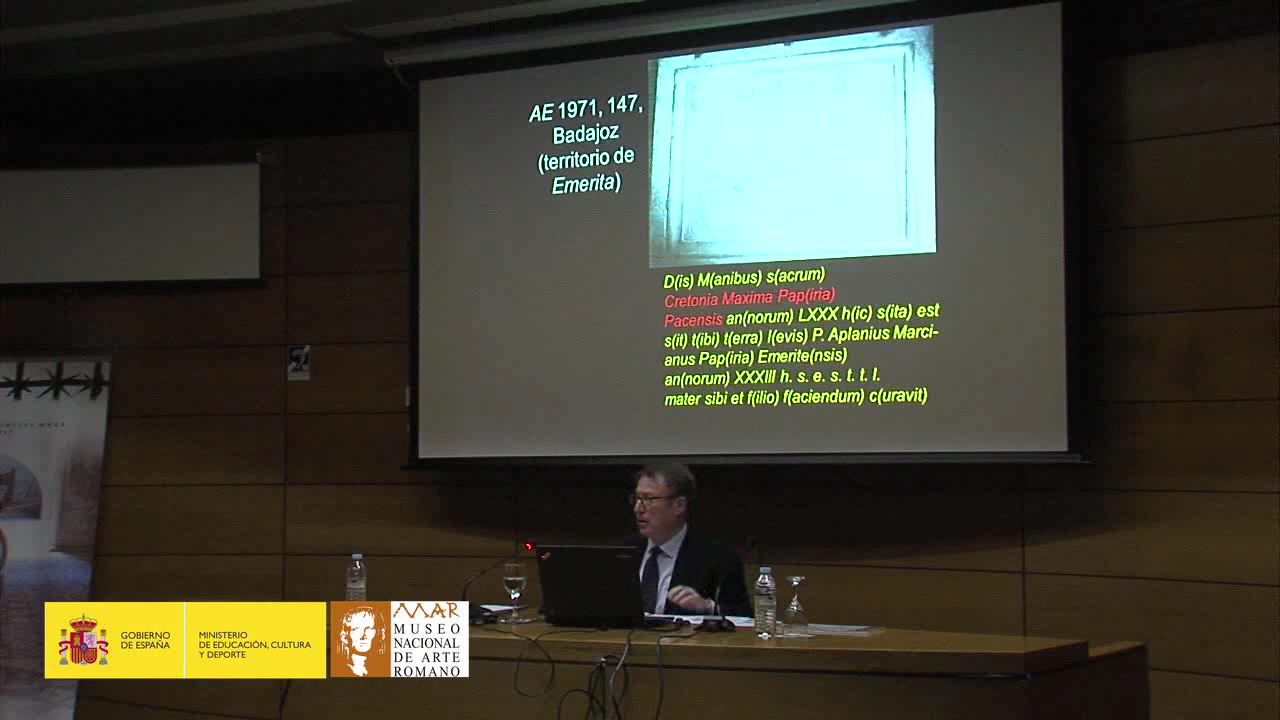 AE 1971, 147,
Badajoz
(territorio de
Emerita)
D(is) M(anibus) s(acrum)
Cretonia Maxima Pap(iria)
Pacensis an(norum) LXXX h(ic) s(ita) est
s(it) t(ibi) t(erra) l(evis) P. Aplanius Marci-
anus Pap(iria) Emerite(nsis)
an(norum) XXXIII h. s. e. s. t. t. l.
mater sibi et f(ilio) f(aciendum) c(uravit)
GOBIERNO
DE ESPAÑA
MINISTERIO
DE EDUCACIÓN, CULTURA
Y DEPORTE
MAR
MUSEO
NACIONAL
DE ARTE
ROMANO